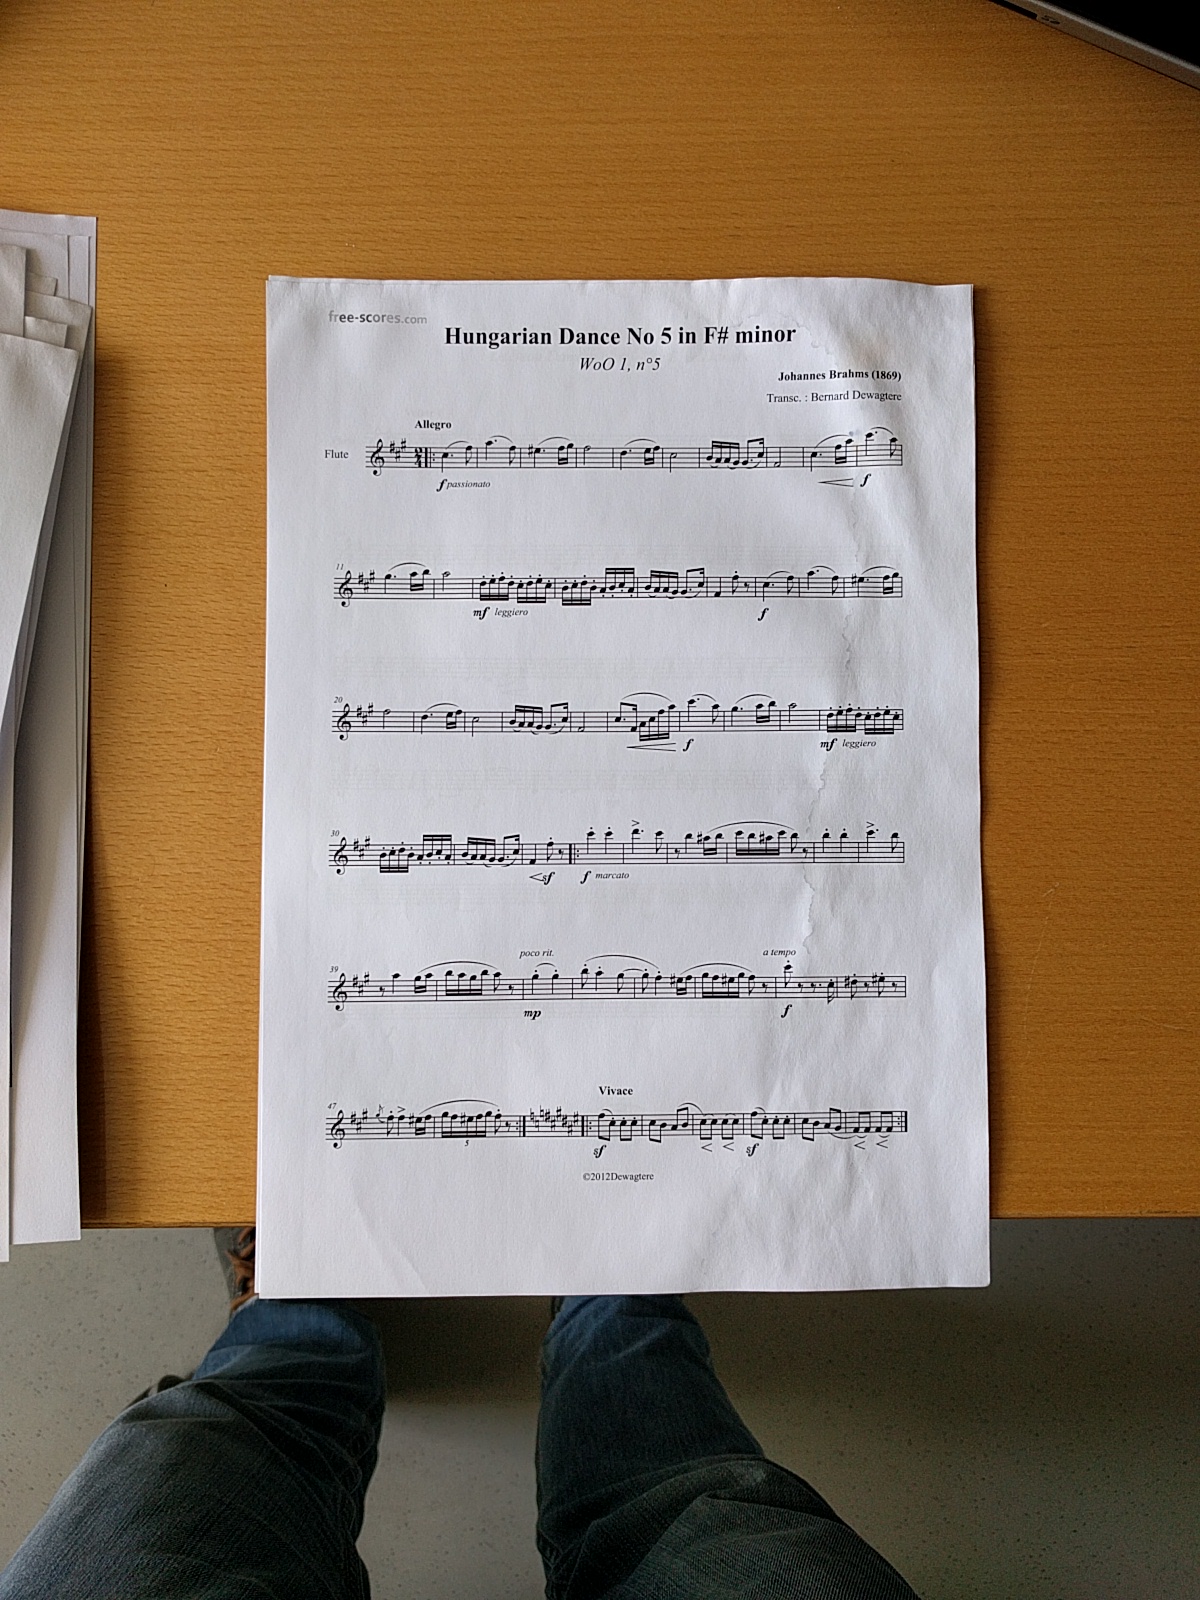 free-scores.com
Hungarian Dance No 5 in F# minor
WoO 1, n°5
Johannes Brahms (1869)
Transc. : Bernard Dewagtere
Allegro
Flute
2
4
f passionato
f
11
mf leggiero
f
20
f
mf leggiero
30
sf
f marcato
39
poco rit.
a tempo
mp
f
47
Vivace
5
sf
sf
©2012Dewagtere